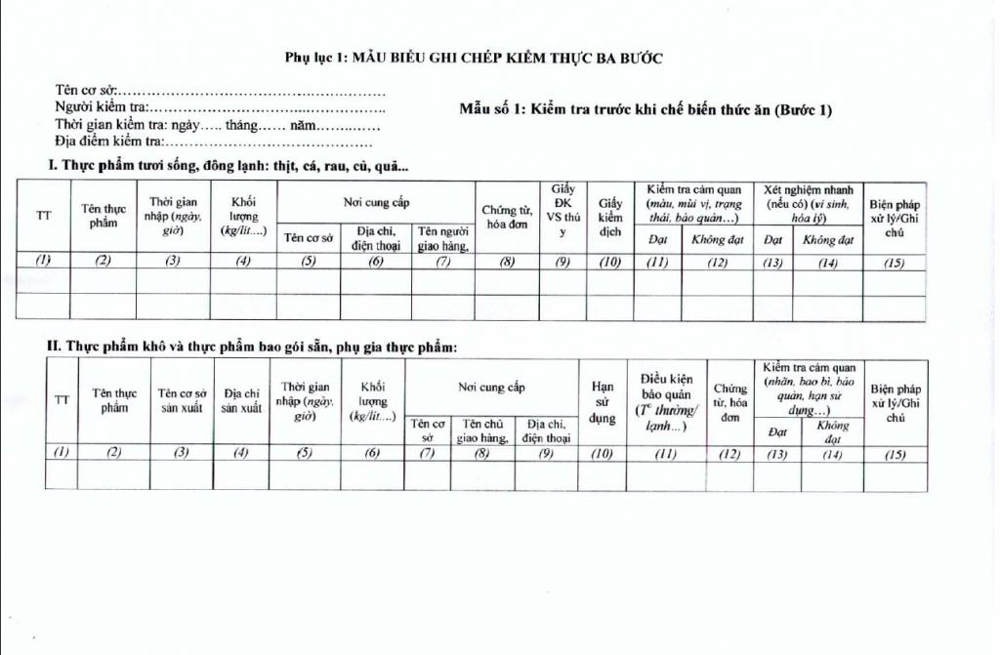 Phụ lục 1: MẪU BIỂU GHI CHÉP KIỂM THỰC BA BƯỚC
Tên cơ sở:…………………………………………
Người kiểm tra:…………………………………….
Mẫu số 1: Kiểm tra trước khi chế biến thức ăn (Bước 1)
Thời gian kiểm tra: ngày….. tháng…… năm…………
Địa điểm kiểm tra:…………………………………
I. Thực phẩm tươi sống, đông lạnh: thịt, cá, rau, củ, quả...
TT
Tên thực
phẩm
Thời gian
nhập (ngày,
giờ)
Khối
lượng
(kg/lít....)
Nơi cung cấp
Tên cơ sở
Địa chỉ,
điện thoại
Tên người
giao hàng,
Chứng từ,
hóa đơn
Giấy
ĐK
VS thú
y
Giấy
kiểm
dịch
Kiểm tra cảm quan
(màu, mùi vị, trạng
thái, bảo quản…)
Đạt
Không đạt
Xét nghiệm nhanh
(nếu có) (vi sinh,
hóa lý)
Đạt
Không đạt
Biện pháp
xử lý/Ghi
chú
(1) (2) (3) (4) (5) (6) (7) (8) (9) (10) (11) (12) (13) (14) (15)
II. Thực phẩm khô và thực phẩm bao gói sẵn, phụ gia thực phẩm:
TT
Tên thực
phẩm
Tên cơ sở
sản xuất
Địa chỉ
sản xuất
Thời gian
nhập (ngày,
giờ)
Khối
lượng
(kg/lít....)
Nơi cung cấp
Tên cơ
sở
Tên chủ
giao hàng,
Địa chỉ,
điện thoại
Hạn
sử
dụng
Điều kiện
bảo quản
(T° thường/
lạnh...)
Chứng
từ, hóa
đơn
Kiểm tra cảm quan
(nhãn, bao bì, bảo
quản, hạn sử
dụng…)
Đạt
Không
đạt
Biện pháp
xử lý/Ghi
chú
(1) (2) (3) (4) (5) (6) (7) (8) (9) (10) (11) (12) (13) (14) (15)